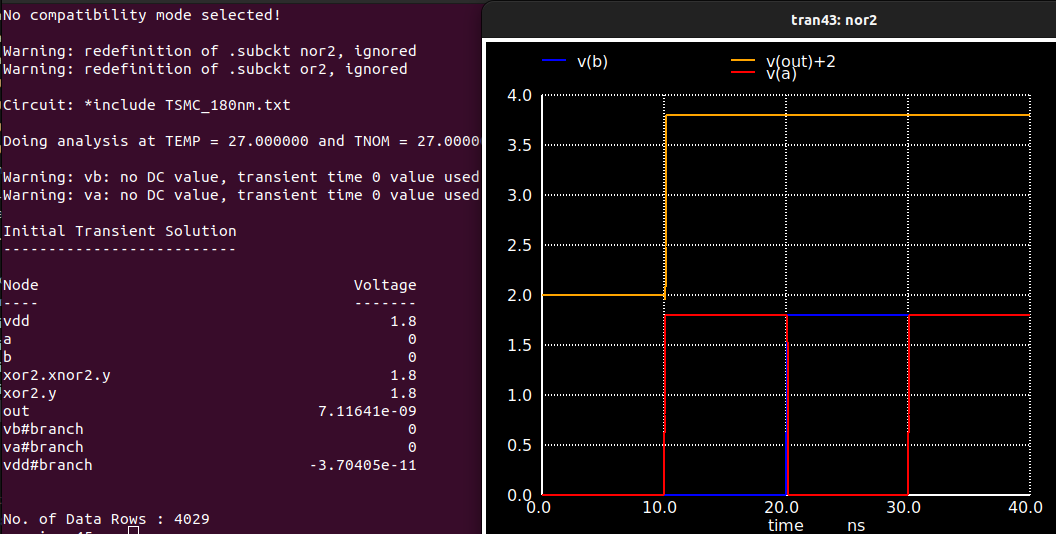 No compatibility mode selected!
Warning: redefinition of .subckt nor2, ignored
Warning: redefinition of .subckt or2, ignored
Circuit: *include TSMC_180nm.txt
Doing analysis at TEMP = 27.000000 and TNOM = 27.0000
Warning: vb: no DC value, transient time 0 value used
Warning: va: no DC value, transient time 0 value used
Initial Transient Solution
--------------------------
Node Voltage
---- -------
vdd 1.8
a 0
b 0
xor2.xnor2.y 1.8
xor2.y 1.8
out 7.11641e-09
vb#branch 0
va#branch 0
vdd#branch -3.70405e-11
No. of Data Rows : 4029
tran43: nor2
v(b) v(out)+2
v(a)
4.0
3.5
3.0
2.5
2.0
1.5
1.0
0.5
0.0
0.0 10.0 20.0 30.0 40.0
time ns